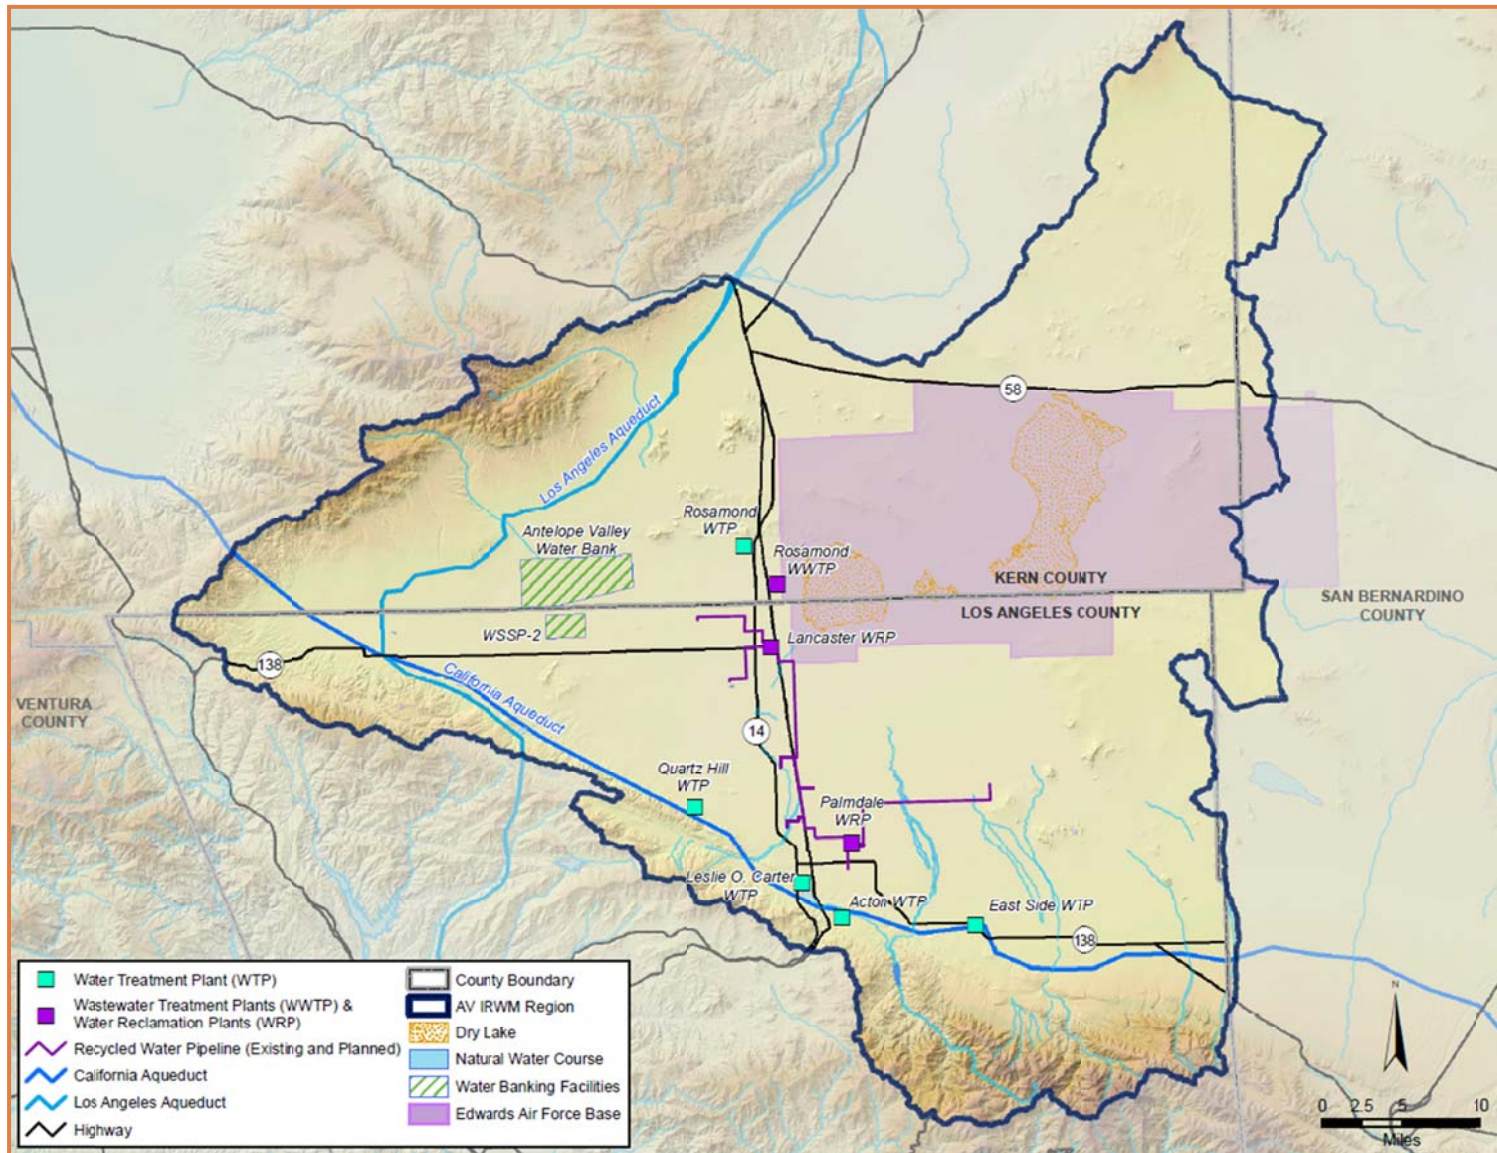 58
Los Angeles Aqueduct
Rosamond
WTP
Antelope Valley
Water Bank
Rosamond
WWTP
KERN COUNTY
LOS ANGELES COUNTY
SAN BERNARDINO
COUNTY
WSSP-2
Lancaster WRP
138
VENTURA
COUNTY
California Aqueduct
14
Quartz Hill
WTP
Palmdale
WRP
Leslie O. Carter
WTP
Acton WTP
East Side WTP
138
Water Treatment Plant (WTP)
Wastewater Treatment Plants (WWTP) &
Water Reclamation Plants (WRP)
Recycled Water Pipeline (Existing and Planned)
California Aqueduct
Los Angeles Aqueduct
Highway
County Boundary
AV IRWM Region
Dry Lake
Natural Water Course
Water Banking Facilities
Edwards Air Force Base
N
0 2.5 5 10
Miles